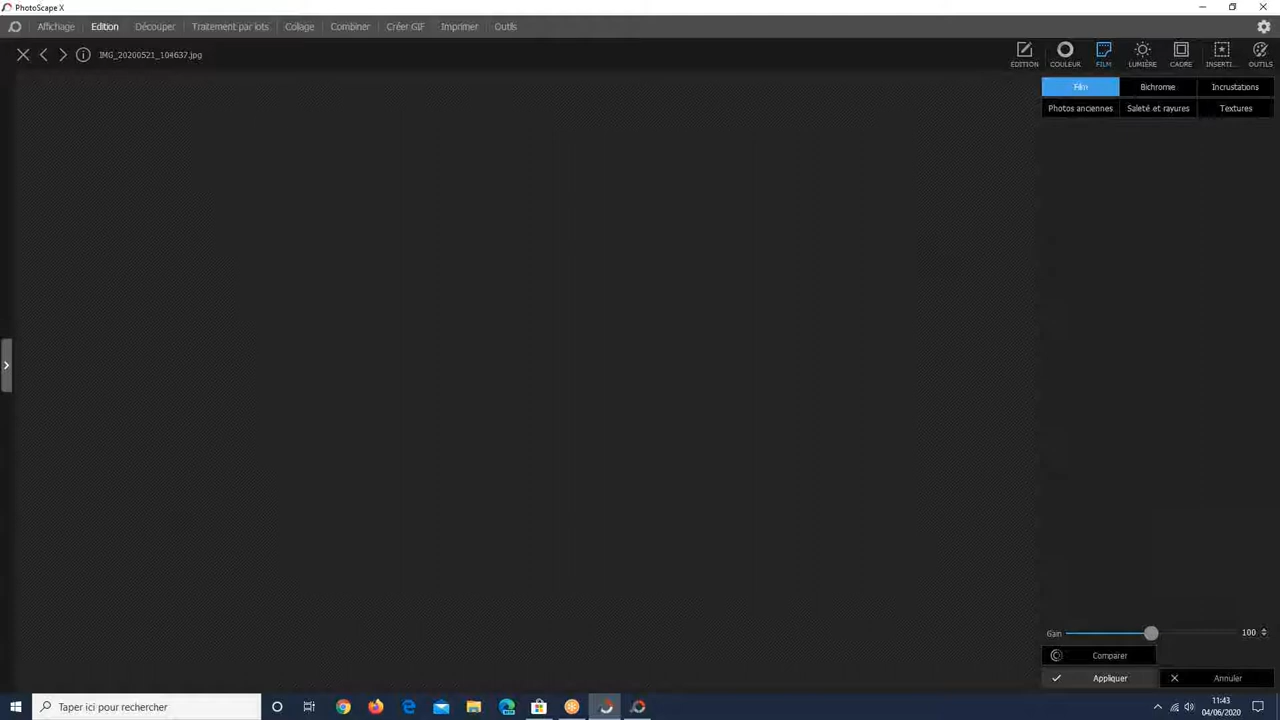 PhotoScape X
Affichage Edition Découper Traitement par lots Collage Combiner Créer GIF Imprimer Outils
IMG_20200521_104637.jpg
EDITION COULEUR FILM LUMIÈRE CADRE INSERTI... OUTILS
Film Bichrome Incrustations
Photos anciennes Saleté et rayures Textures
Gain 100
Comparer
Appliquer Annuler
Taper ici pour rechercher
11:43
04/06/2020